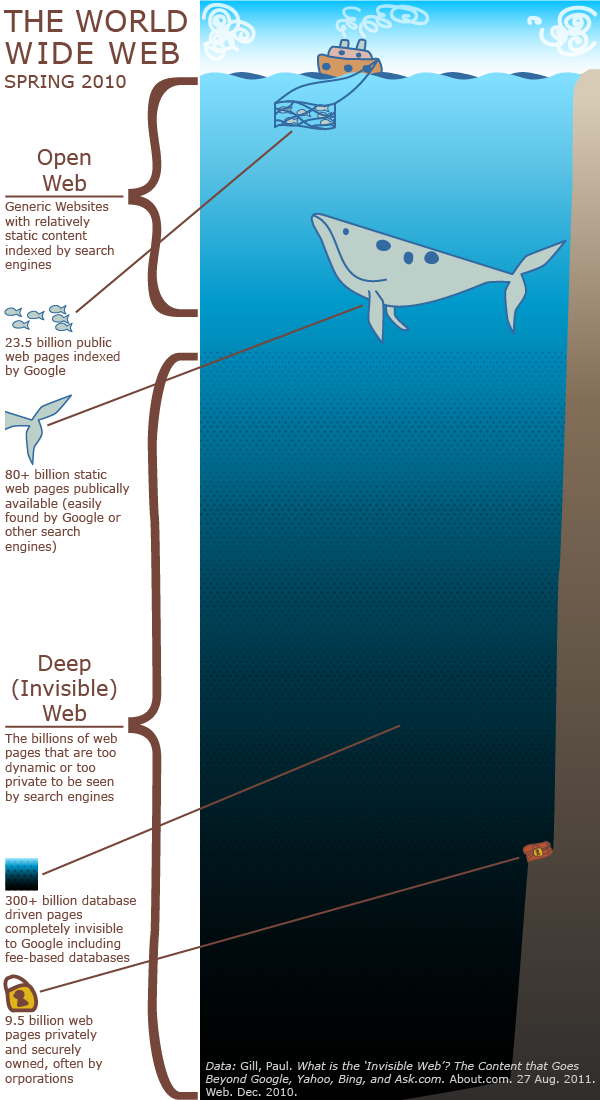 THE WORLD
WIDE WEB
SPRING 2010
Open
Web
Generic Websites
with relatively
static content
indexed by search
engines
23.5 billion public
web pages indexed
by Google
80+ billion static
web pages publically
available (easily
found by Google or
other search
engines)
Deep
(Invisible)
Web
The billions of web
pages that are too
dynamic or too
private to be seen
by search engines
300+ billion database
driven pages
completely invisible
to Google including
fee-based databases
9.5 billion web
pages privately
and securely
owned, often by
orporations
Data: Gill, Paul. What is the ‘Invisible Web’? The Content that Goes
Beyond Google, Yahoo, Bing, and Ask.com. About.com. 27 Aug. 2011.
Web. Dec. 2010.